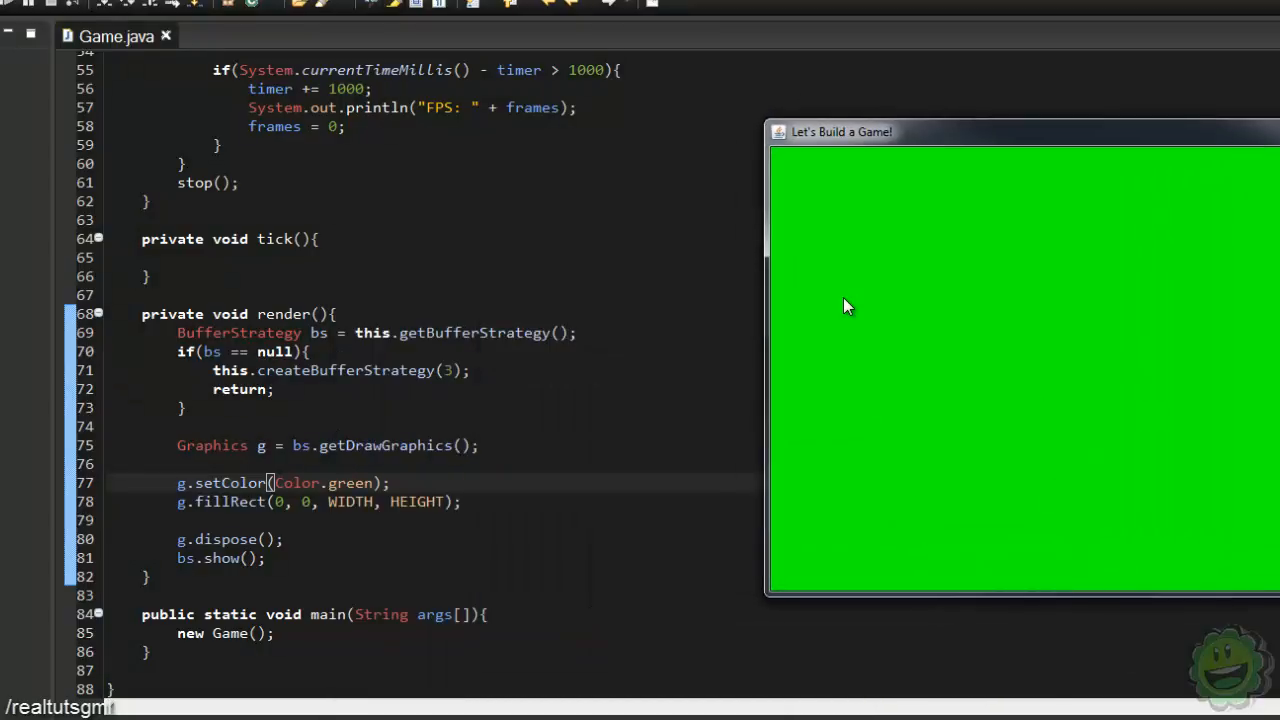 Game.java
54
55 if(System.currentTimeMillis() - timer > 1000){
56 timer += 1000;
57 System.out.println("FPS: " + frames);
58 frames = 0;
59 }
60 }
61 stop();
62 }
63
64 private void tick(){
65
66 }
67
68 private void render(){
69 BufferStrategy bs = this.getBufferStrategy();
70 if(bs == null){
71 this.createBufferStrategy(3);
72 return;
73 }
74
75 Graphics g = bs.getDrawGraphics();
76
77 g.setColor(Color.green);
78 g.fillRect(0, 0, WIDTH, HEIGHT);
79
80 g.dispose();
81 bs.show();
82 }
83
84 public static void main(String args[]){
85 new Game();
86 }
87
88 }
Let's Build a Game!
/realtutsgml